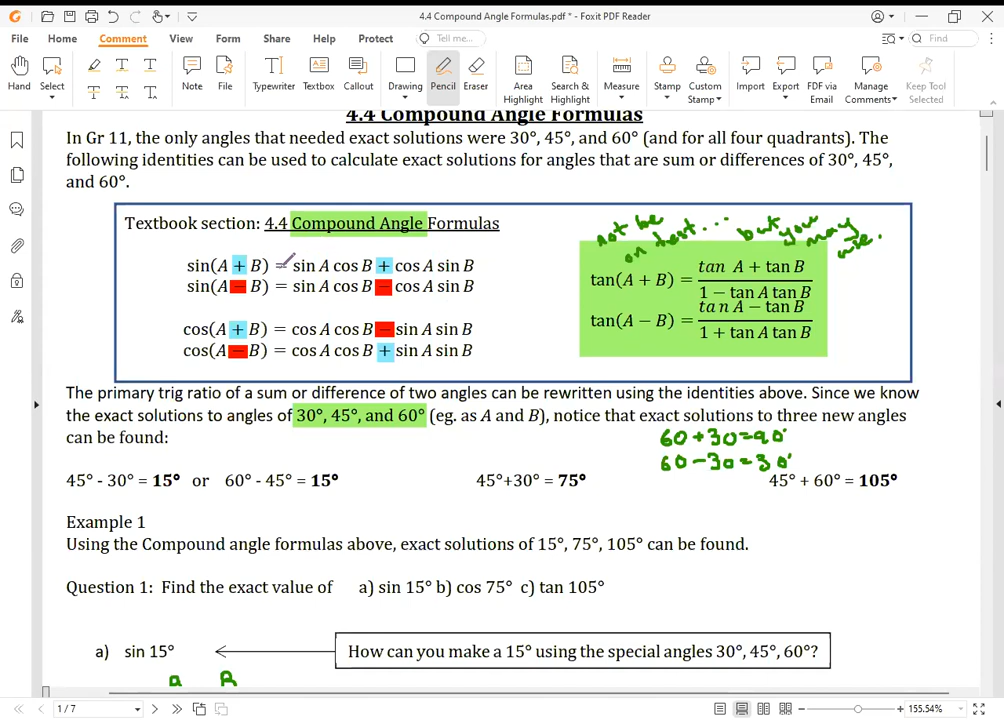 4.4 Compound Angle Formulas.pdf * - Foxit PDF Reader
File Home Comment View Form Share Help Protect Tell me... Find
Hand Select Note File Typewriter Textbox Callout Drawing Pencil Eraser Area Highlight Search & Highlight Measure Stamp Custom Stamp Import Export FDF via Email Manage Comments Keep Tool Selected
4.4 Compound Angle Formulas
In Gr 11, the only angles that needed exact solutions were 30°, 45°, and 60° (and for all four quadrants). The
following identities can be used to calculate exact solutions for angles that are sum or differences of 30°, 45°,
and 60°.
Textbook section: 4.4 Compound Angle Formulas
not be on test... but you may use.
sin(A + B) = sin A cos B + cos A sin B
sin(A − B) = sin A cos B − cos A sin B
cos(A + B) = cos A cos B − sin A sin B
cos(A − B) = cos A cos B + sin A sin B
tan(A + B) = tan A + tan B / 1 − tan A tan B
tan(A − B) = tan A − tan B / 1 + tan A tan B
The primary trig ratio of a sum or difference of two angles can be rewritten using the identities above. Since we know
the exact solutions to angles of 30°, 45°, and 60° (eg. as A and B), notice that exact solutions to three new angles
can be found:
60 + 30 = 90°
60 − 30 = 30°
45° - 30° = 15° or 60° - 45° = 15° 45°+30° = 75° 45° + 60° = 105°
Example 1
Using the Compound angle formulas above, exact solutions of 15°, 75°, 105° can be found.
Question 1: Find the exact value of a) sin 15° b) cos 75° c) tan 105°
a) sin 15° How can you make a 15° using the special angles 30°, 45°, 60°?
A B
1 / 7 155.54%